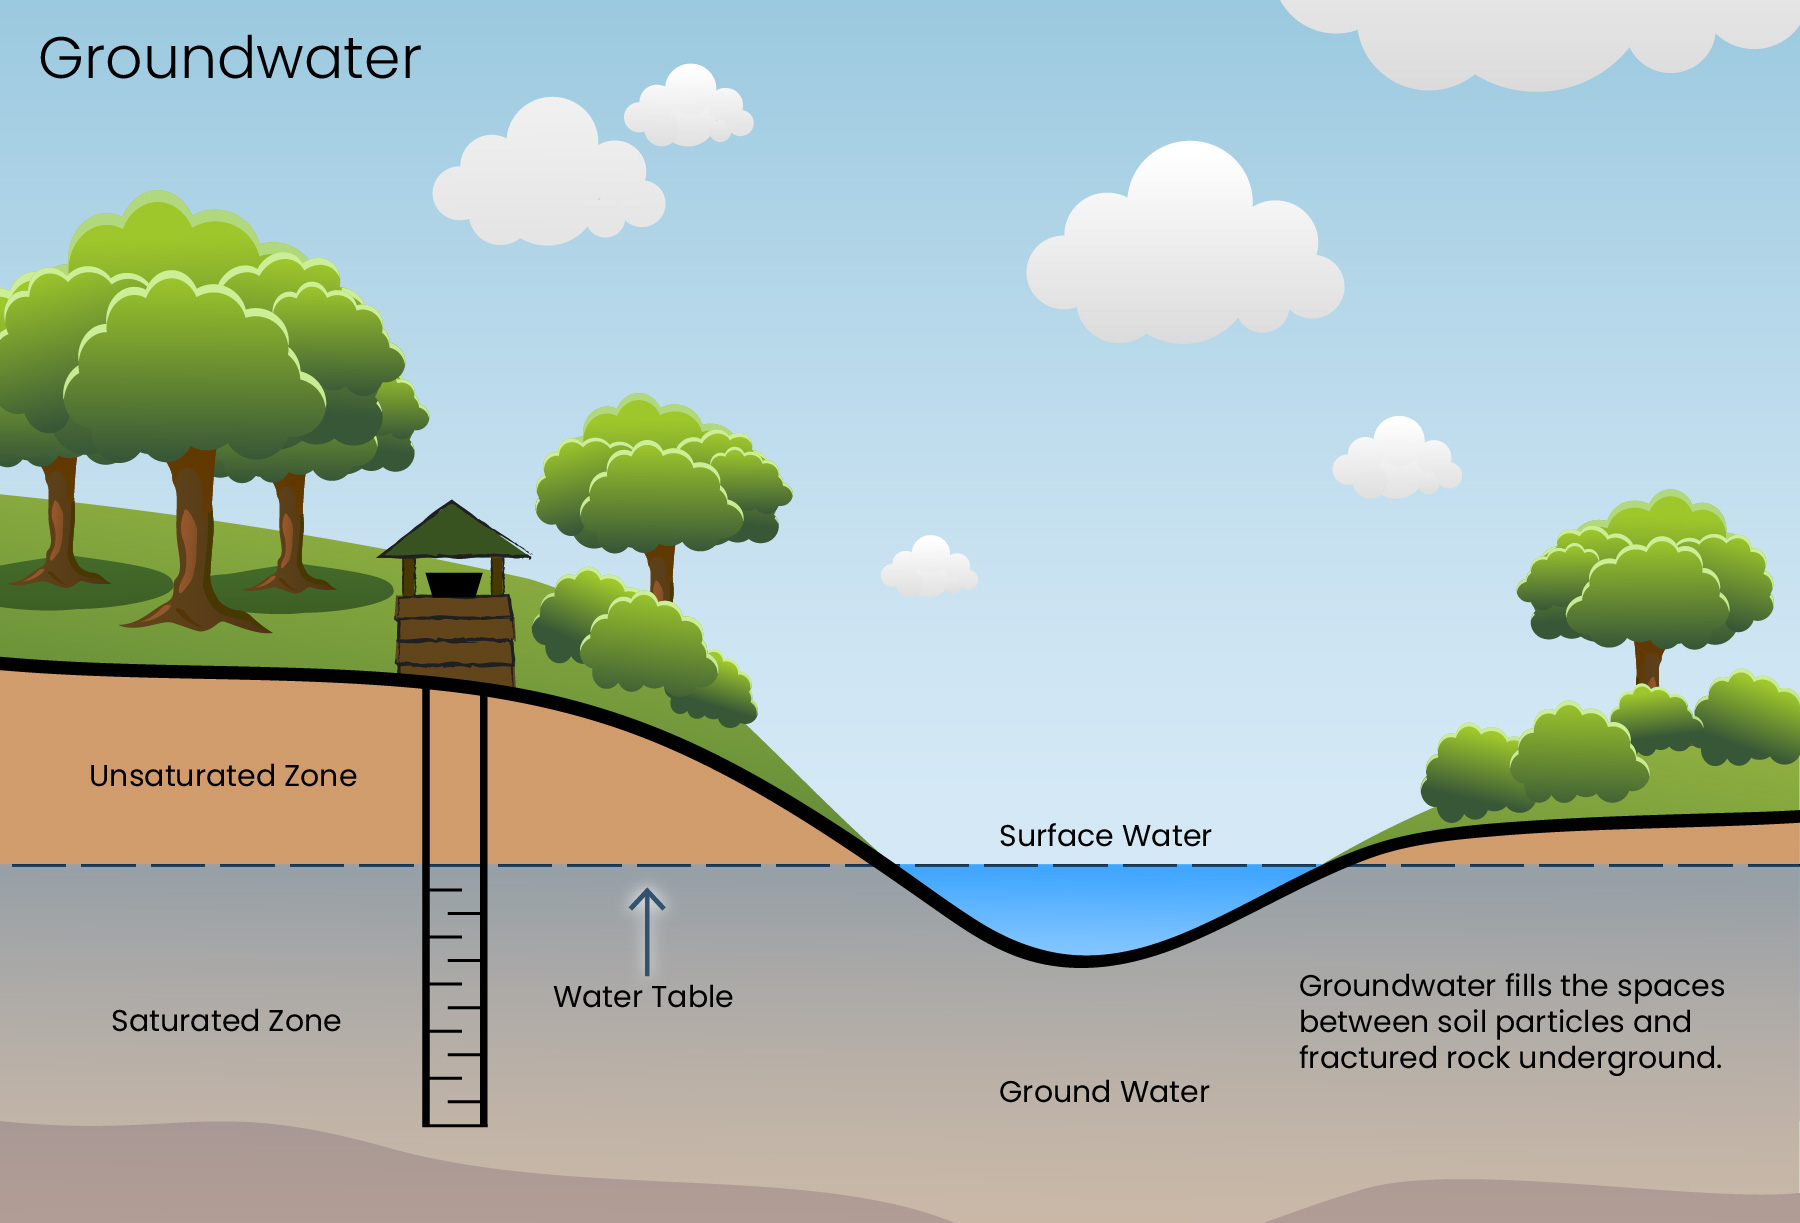 Groundwater
Unsaturated Zone
Surface Water
Water Table
Saturated Zone
Groundwater fills the spaces
between soil particles and
fractured rock underground.
Ground Water